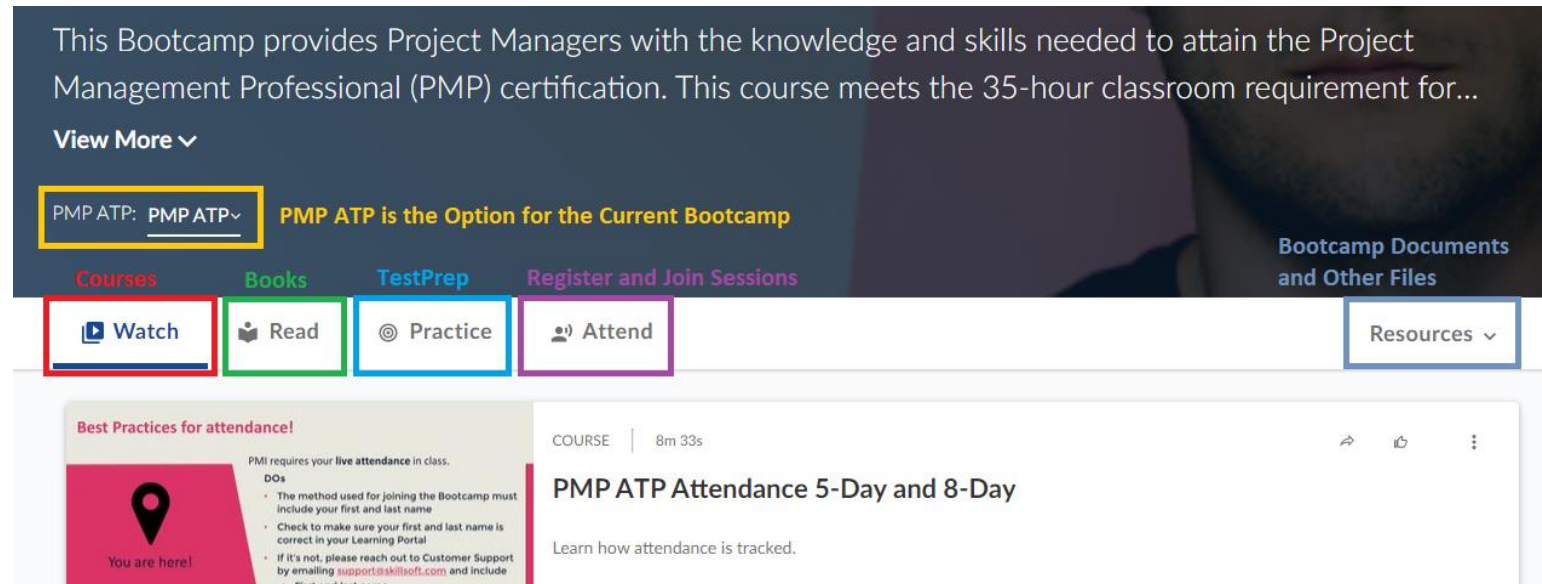 This Bootcamp provides Project Managers with the knowledge and skills needed to attain the Project
Management Professional (PMP) certification. This course meets the 35-hour classroom requirement for...
View More
PMP ATP: PMP ATP
PMP ATP is the Option for the Current Bootcamp
Bootcamp Documents
and Other Files
Courses
Books
TestPrep
Register and Join Sessions
Watch
Read
Practice
Attend
Resources
Best Practices for attendance!
PMI requires your live attendance in class.
DOs
• The method used for joining the Bootcamp must
include your first and last name
• Check to make sure your first and last name is
correct in your Learning Portal
• If it's not, please reach out to Customer Support
by emailing support@skillsoft.com and include
You are here!
COURSE | 8m 33s
PMP ATP Attendance 5-Day and 8-Day
Learn how attendance is tracked.